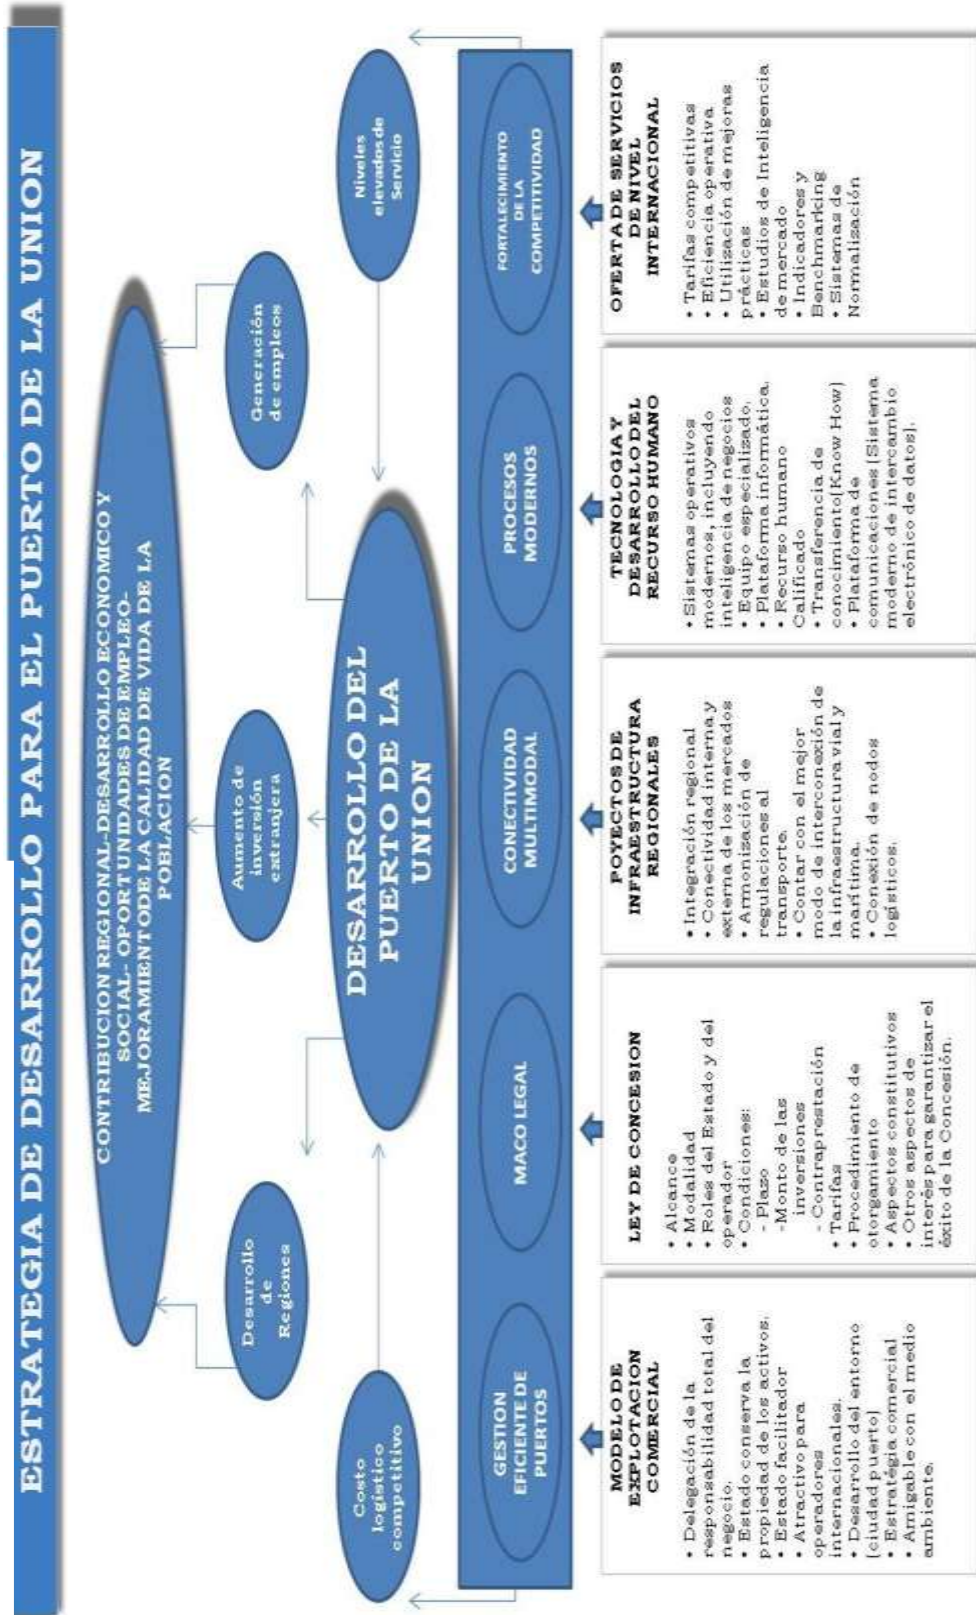 ESTRATEGIA DE DESARROLLO PARA EL PUERTO DE LA UNION
CONTRIBUCION REGIONAL-DESARROLLO ECONOMICO Y
SOCIAL- OPORTUNIDADES DE EMPLEO-
MEJORAMIENTO DE LA CALIDAD DE VIDA DE LA
POBLACION
Desarrollo
de
Regiones
Aumento de
inversión
extranjera
Generación
de empleos
Costo
logístico
competitivo
DESARROLLO DEL
PUERTO DE LA
UNION
Niveles
elevados de
Servicio
GESTION
EFICIENTE DE
PUERTOS
MACO LEGAL
CONECTIVIDAD
MULTIMODAL
PROCESOS
MODERNOS
FORTALECIMIENTO
DE LA
COMPETITIVIDAD
MODELO DE
EXPLOTACION
COMERCIAL
• Delegación de la
responsabilidad total del
negocio.
• Estado conserva la
propiedad de los activos.
• Estado facilitador
• Atractivo para
operadores
internacionales.
• Desarrollo del entorno
(ciudad puerto)
• Estratégia comercial
• Amigable con el medio
ambiente.
LEY DE CONCESION
• Alcance
• Modalidad
• Roles del Estado y del
operador
• Condiciones:
- Plazo
-Monto de las
inversiones
- Contraprestación
• Tarifas
• Procedimiento de
otorgamiento
• Aspectos constitutivos
• Otros aspectos de
interés para garantizar el
éxito de la Concesión.
POYECTOS DE
INFRAESTRUCTURA
REGIONALES
• Integración regional
• Conectividad interna y
externa de los mercados
• Armonización de
regulaciones al
transporte.
• Contar con el mejor
modo de interconexión de
la infraestructura vial y
marítima.
• Conexión de nodos
logísticos.
TECNOLOGIA Y
DESARROLLO DEL
RECURSO HUMANO
• Sistemas operativos
modernos, incluyendo
inteligencia de negocios
• Equipo especializado.
• Plataforma informática.
• Recurso humano
Calificado
• Transferencia de
conocimiento(Know How)
• Plataforma de
comunicaciones (Sistema
moderno de intercambio
electrónico de datos).
OFERTA DE SERVICIOS
DE NIVEL
INTERNACIONAL
• Tarifas competitivas
• Eficiencia operativa
• Utilización de mejoras
prácticas
• Estudios de Inteligencia
de mercado
• Indicadores y
Benchmarking
• Sistemas de
Normalización